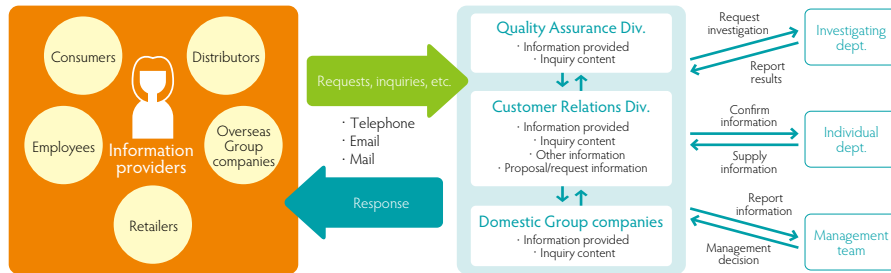 Consumers
Distributors
Employees
Information
providers
Overseas
Group
companies
Retailers
Requests, inquiries, etc.
· Telephone
· Email
· Mail
Response
Quality Assurance Div.
· Information provided
· Inquiry content
Customer Relations Div.
· Information provided
· Inquiry content
· Other information
· Proposal/request information
Domestic Group companies
· Information provided
· Inquiry content
Request
investigation
Report
results
Investigating
dept.
Confirm
information
Supply
information
Individual
dept.
Report
information
Management
decision
Management
team